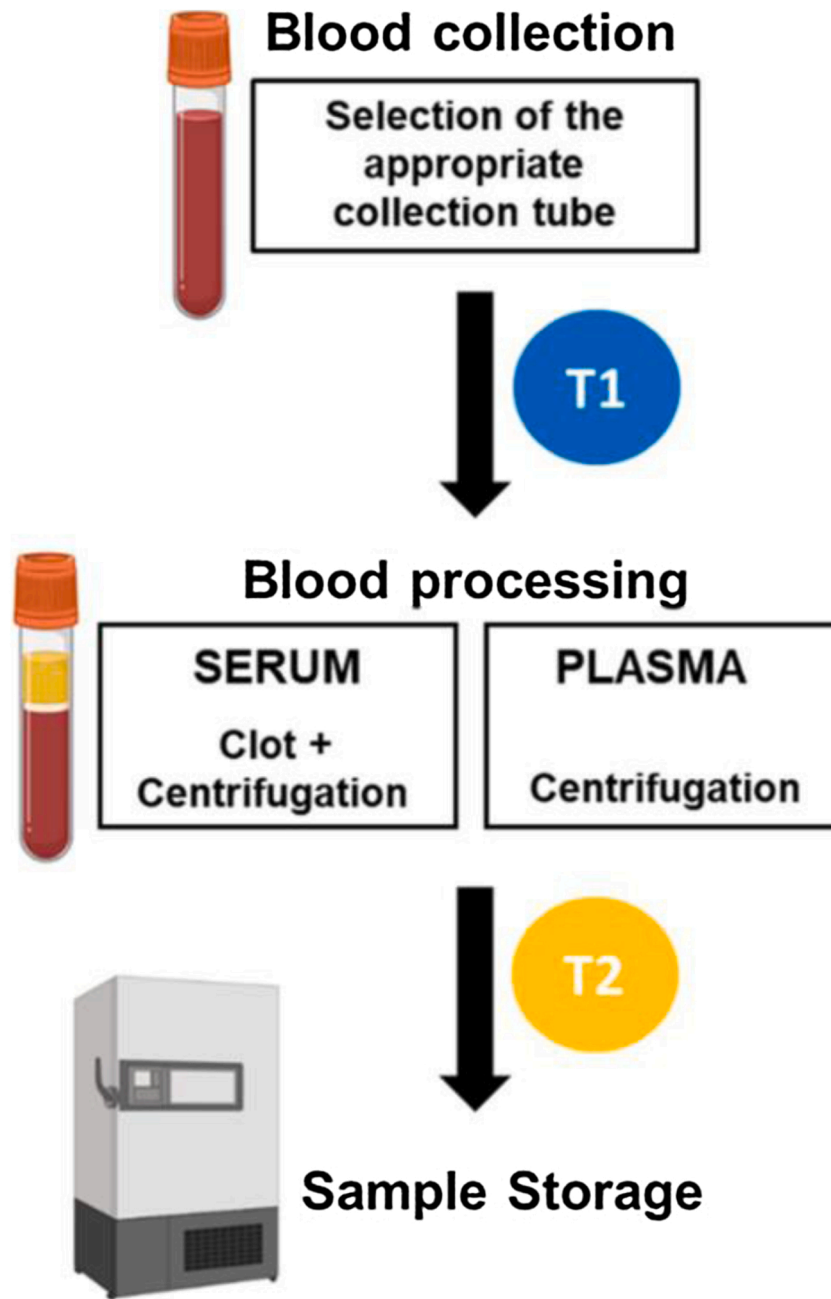 Blood collection
Selection of the
appropriate
collection tube
T1
Blood processing
SERUM
Clot +
Centrifugation
PLASMA
Centrifugation
T2
Sample Storage